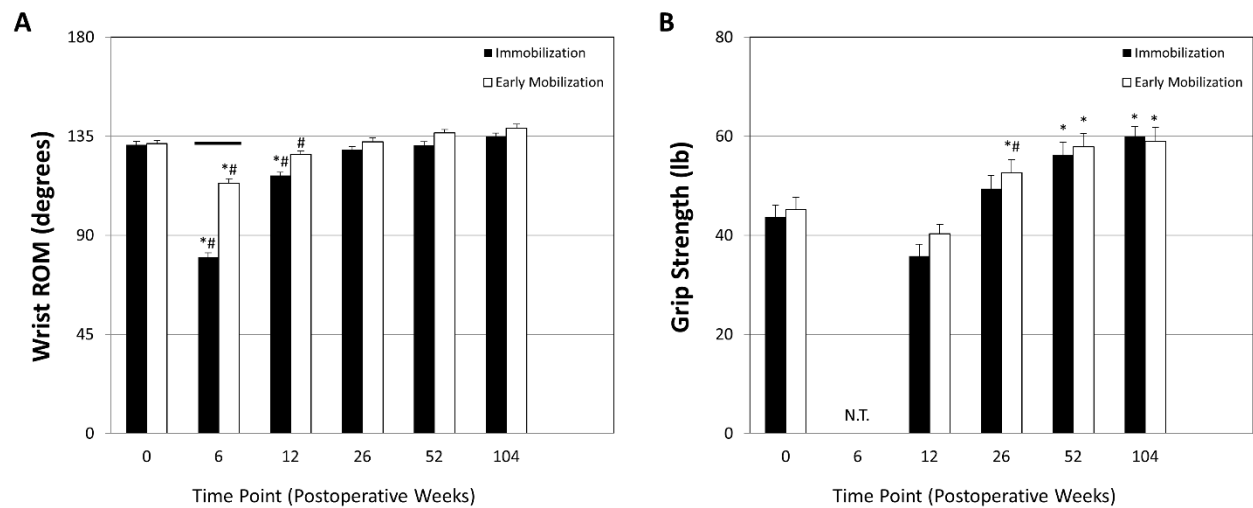 A
180
135
90
45
0
Wrist ROM (degrees)
Immobilization
Early Mobilization
*#
*#
*#
#
0 6 12 26 52 104
Time Point (Postoperative Weeks)
B
80
60
40
20
0
Grip Strength (lb)
Immobilization
Early Mobilization
N.T.
*#
*
*
*
*
0 6 12 26 52 104
Time Point (Postoperative Weeks)